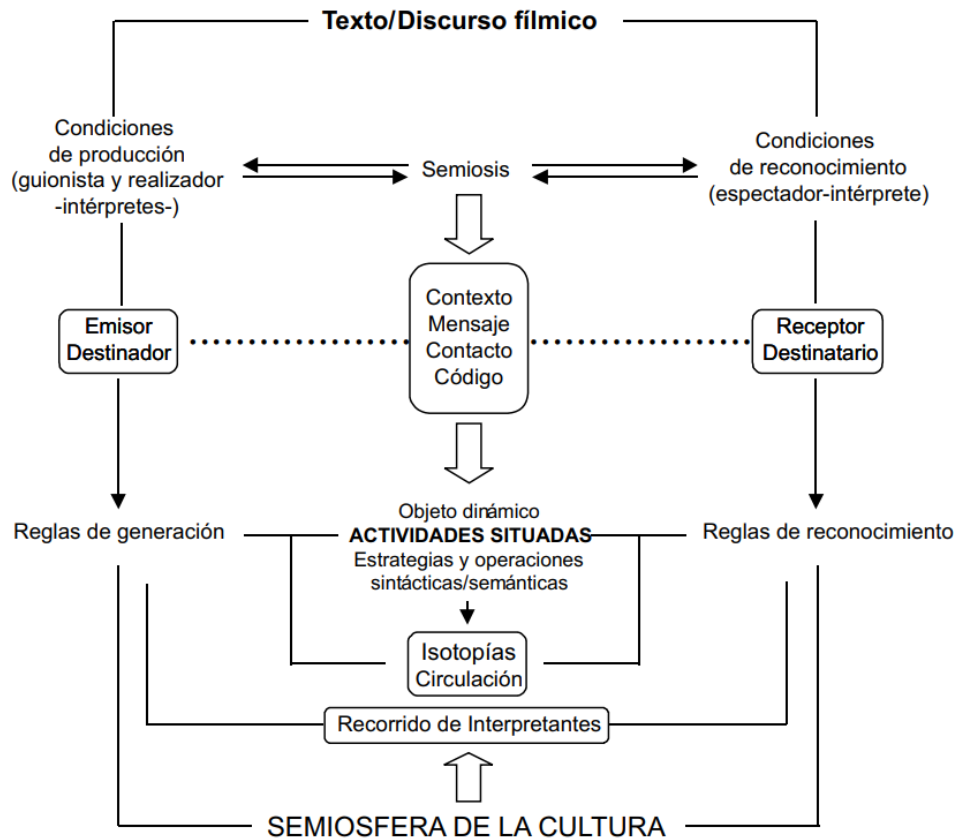 Texto/Discurso fílmico
Condiciones
de producción
(guionista y realizador
-intérpretes-)
Semiosis
Condiciones
de reconocimiento
(espectador-intérprete)
Emisor
Destinador
Contexto
Mensaje
Contacto
Código
Receptor
Destinatario
Reglas de generación
Objeto dinámico
ACTIVIDADES SITUADAS
Estrategias y operaciones
sintácticas/semánticas
Reglas de reconocimiento
Isotopías
Circulación
Recorrido de Interpretantes
SEMIOSFERA DE LA CULTURA